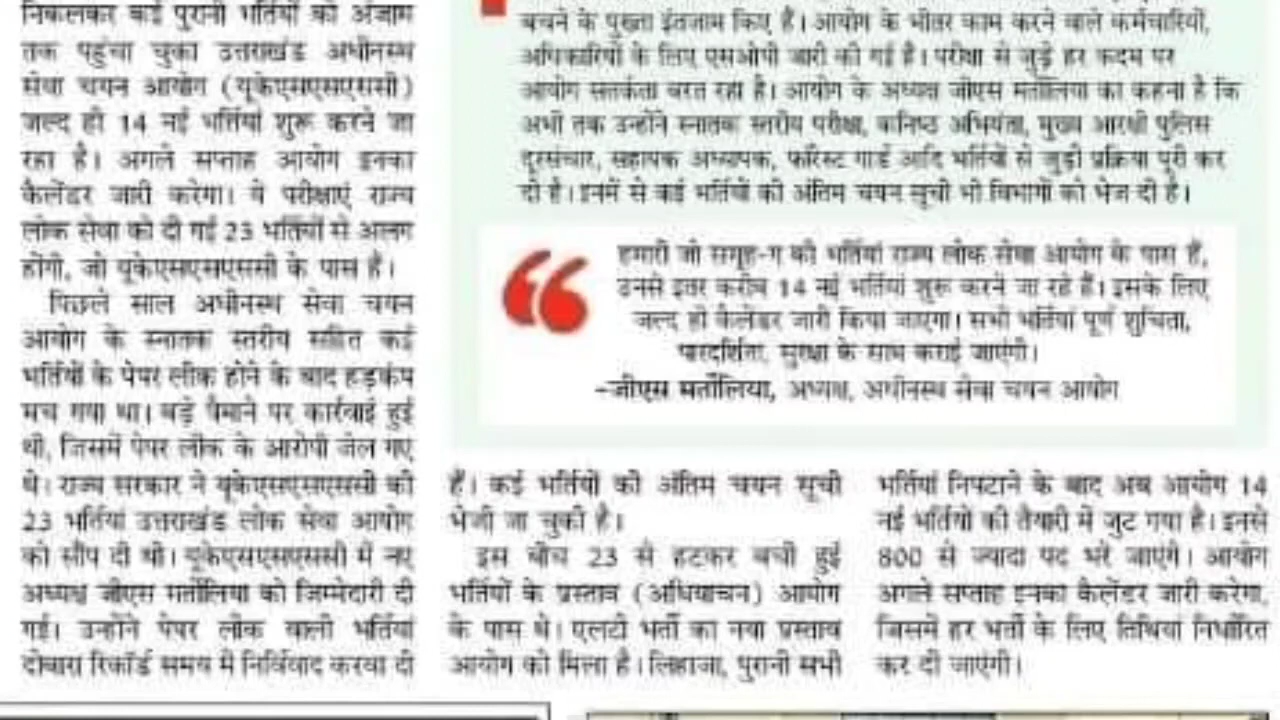 निकलकर कई पुरानी भर्तियों को अंजाम
तक पहुंचा चुका उत्तराखंड अधीनस्थ
सेवा चयन आयोग (यूकेएसएसएससी)
जल्द ही 14 नई भर्तियां शुरू करने जा
रहा है। अगले सप्ताह आयोग इनका
कैलेंडर जारी करेगा। ये परीक्षाएं राज्य
लोक सेवा को दी गई 23 भर्तियों से अलग
होंगी, जो यूकेएसएसएससी के पास हैं।
पिछले साल अधीनस्थ सेवा चयन
आयोग के स्नातक स्तरीय सहित कई
भर्तियों के पेपर लीक होने के बाद हड़कंप
मच गया था। बड़े पैमाने पर कार्रवाई हुई
थी, जिसमें पेपर लीक के आरोपी जेल गए
थे। राज्य सरकार ने यूकेएसएसएससी की
23 भर्तियां उत्तराखंड लोक सेवा आयोग
को सौंप दी थी। यूकेएसएसएससी में नए
अध्यक्ष जीएस मर्तोलिया को जिम्मेदारी दी
गई। उन्होंने पेपर लीक वाली भर्तियां
दोबारा रिकॉर्ड समय में निर्विवाद करवा दी
बचने के पुख्ता इंतजाम किए हैं। आयोग के भीतर काम करने वाले कर्मचारियों,
अधिकारियों के लिए एसओपी जारी की गई है। परीक्षा से जुड़े हर कदम पर
आयोग सतर्कता बरत रहा है। आयोग के अध्यक्ष जीएस मर्तोलिया का कहना है कि
अभी तक उन्होंने स्नातक स्तरीय परीक्षा, कनिष्ठ अभियंता, मुख्य आरक्षी पुलिस
दूरसंचार, सहायक अध्यापक, फॉरेस्ट गार्ड आदि भर्तियों से जुड़ी प्रक्रिया पूरी कर
दी है। इनमें से कई भर्तियों की अंतिम चयन सूची भी विभागों को भेज दी है।
हमारी जो समूह-ग की भर्तियां राज्य लोक सेवा आयोग के पास हैं,
उनसे इतर करीब 14 नई भर्तियां शुरू करने जा रहे हैं। इसके लिए
जल्द ही कैलेंडर जारी किया जाएगा। सभी भर्तियां पूर्ण शुचिता,
पारदर्शिता, सुरक्षा के साथ कराई जाएंगी।
-जीएस मर्तोलिया, अध्यक्ष, अधीनस्थ सेवा चयन आयोग
हैं। कई भर्तियों की अंतिम चयन सूची
भेजी जा चुकी है।
इस बीच 23 से हटकर बची हुई
भर्तियों के प्रस्ताव (अधियाचन) आयोग
के पास थे। एलटी भर्ती का नया प्रस्ताव
आयोग को मिला है। लिहाजा, पुरानी सभी
भर्तियां निपटाने के बाद अब आयोग 14
नई भर्तियों की तैयारी में जुट गया है। इनसे
800 से ज्यादा पद भरे जाएंगे। आयोग
अगले सप्ताह इनका कैलेंडर जारी करेगा,
जिसमें हर भर्ती के लिए तिथियां निर्धारित
कर दी जाएंगी।